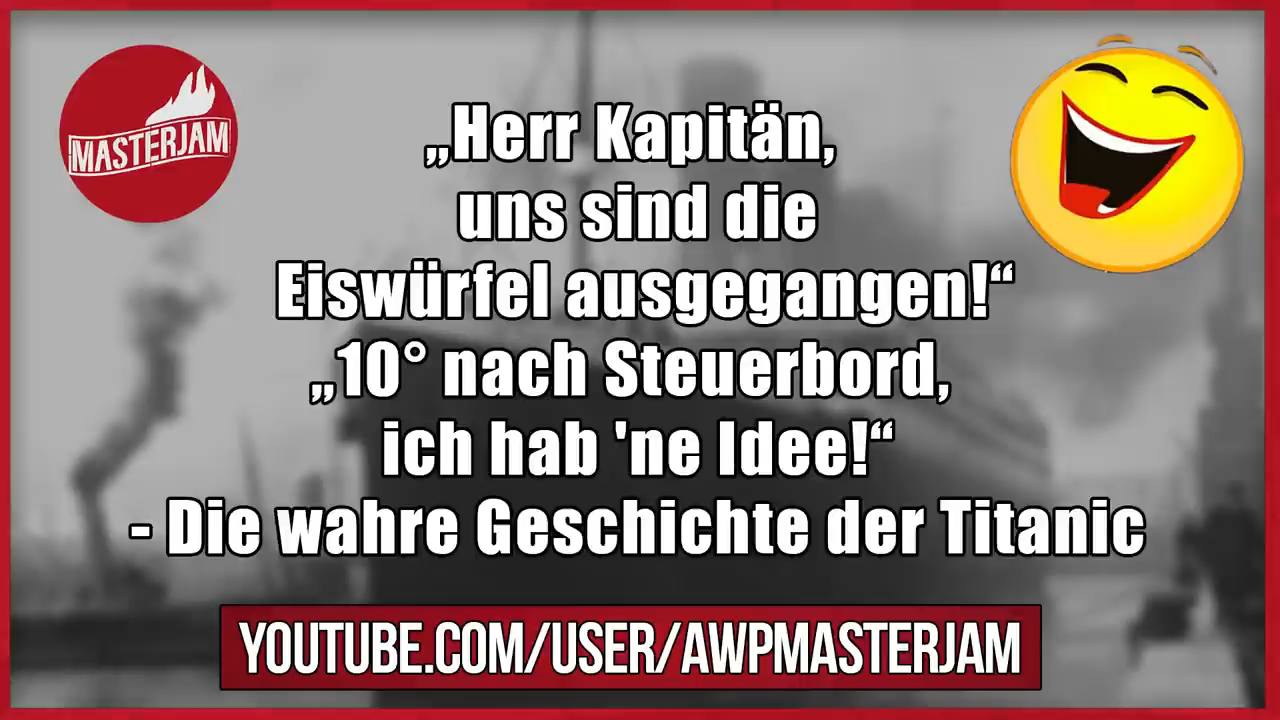 MASTERJAM
„Herr Kapitän,
uns sind die
Eiswürfel ausgegangen!“
„10° nach Steuerbord,
ich hab 'ne Idee!“
- Die wahre Geschichte der Titanic
YOUTUBE.COM/USER/AWPMASTERJAM